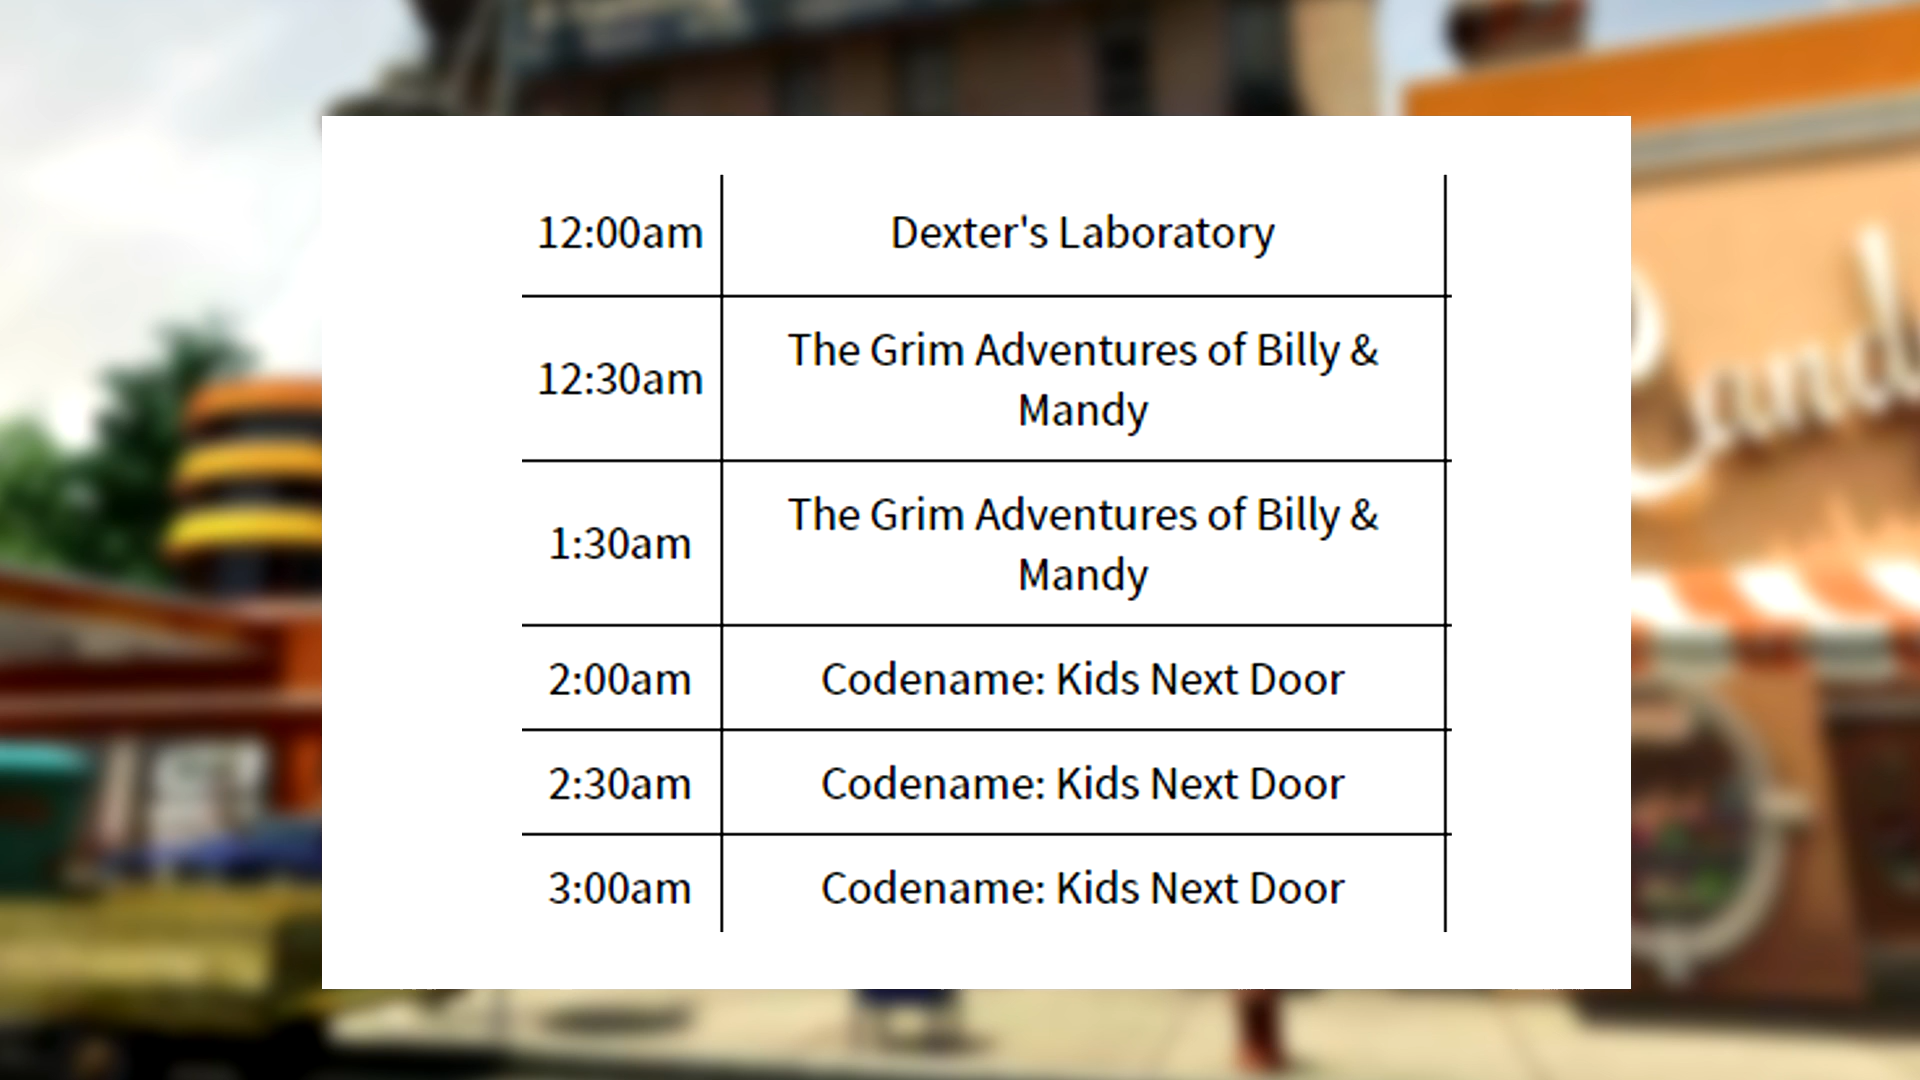 12:00am Dexter's Laboratory
12:30am The Grim Adventures of Billy &
Mandy
1:30am The Grim Adventures of Billy &
Mandy
2:00am Codename: Kids Next Door
2:30am Codename: Kids Next Door
3:00am Codename: Kids Next Door